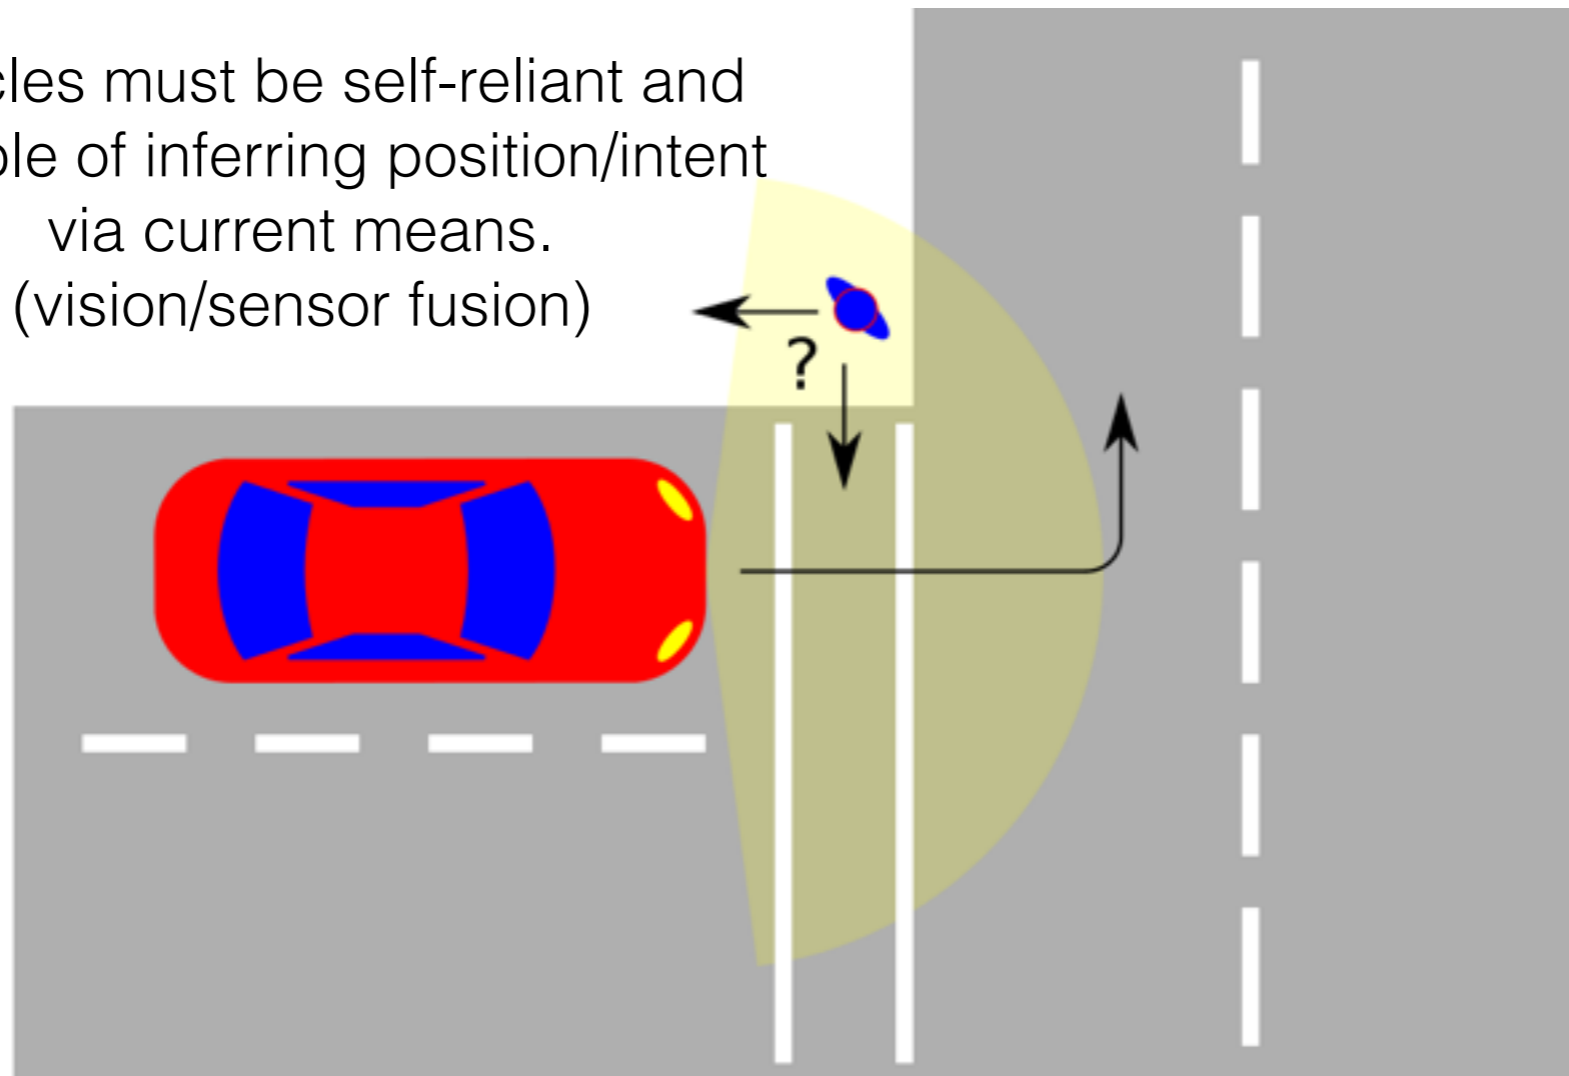 cles must be self-reliant and
ble of inferring position/intent
via current means.
(vision/sensor fusion)
?